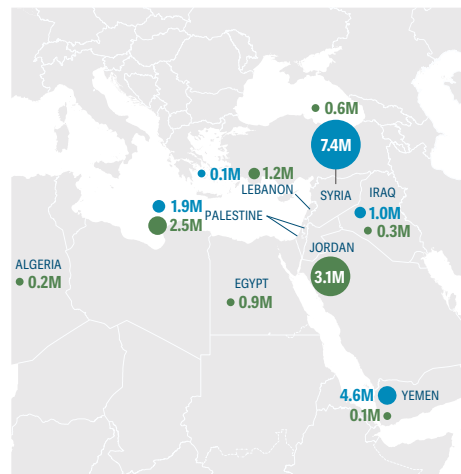 0.6M
7.4M
0.1M
1.2M
LEBANON
SYRIA
IRAQ
1.9M
PALESTINE
1.0M
2.5M
0.3M
JORDAN
ALGERIA
0.2M
3.1M
EGYPT
0.9M
4.6M
YEMEN
0.1M